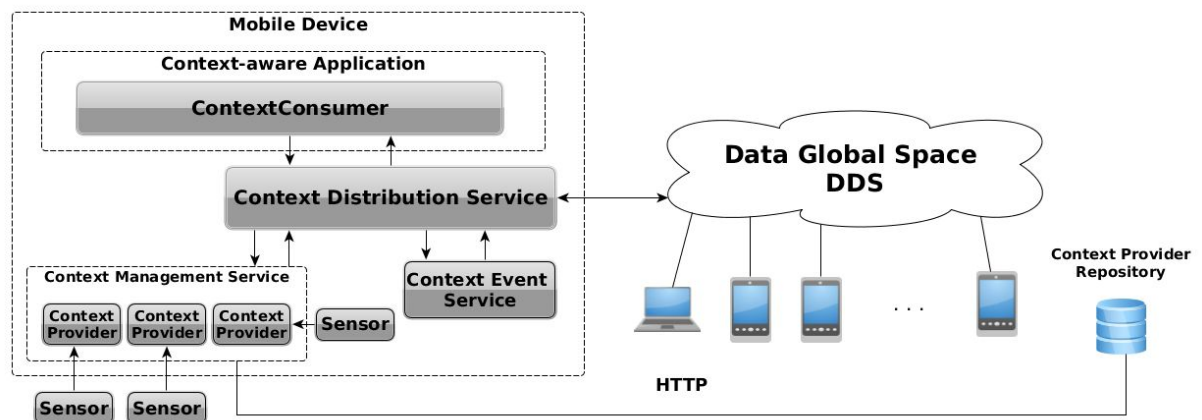 Mobile Device
Context-aware Application
ContextConsumer
Context Distribution Service
Data Global Space
DDS
Context Management Service
Context
Provider
Context
Provider
Context
Provider
Sensor
Context Event
Service
Context Provider
Repository
. . .
HTTP
Sensor
Sensor